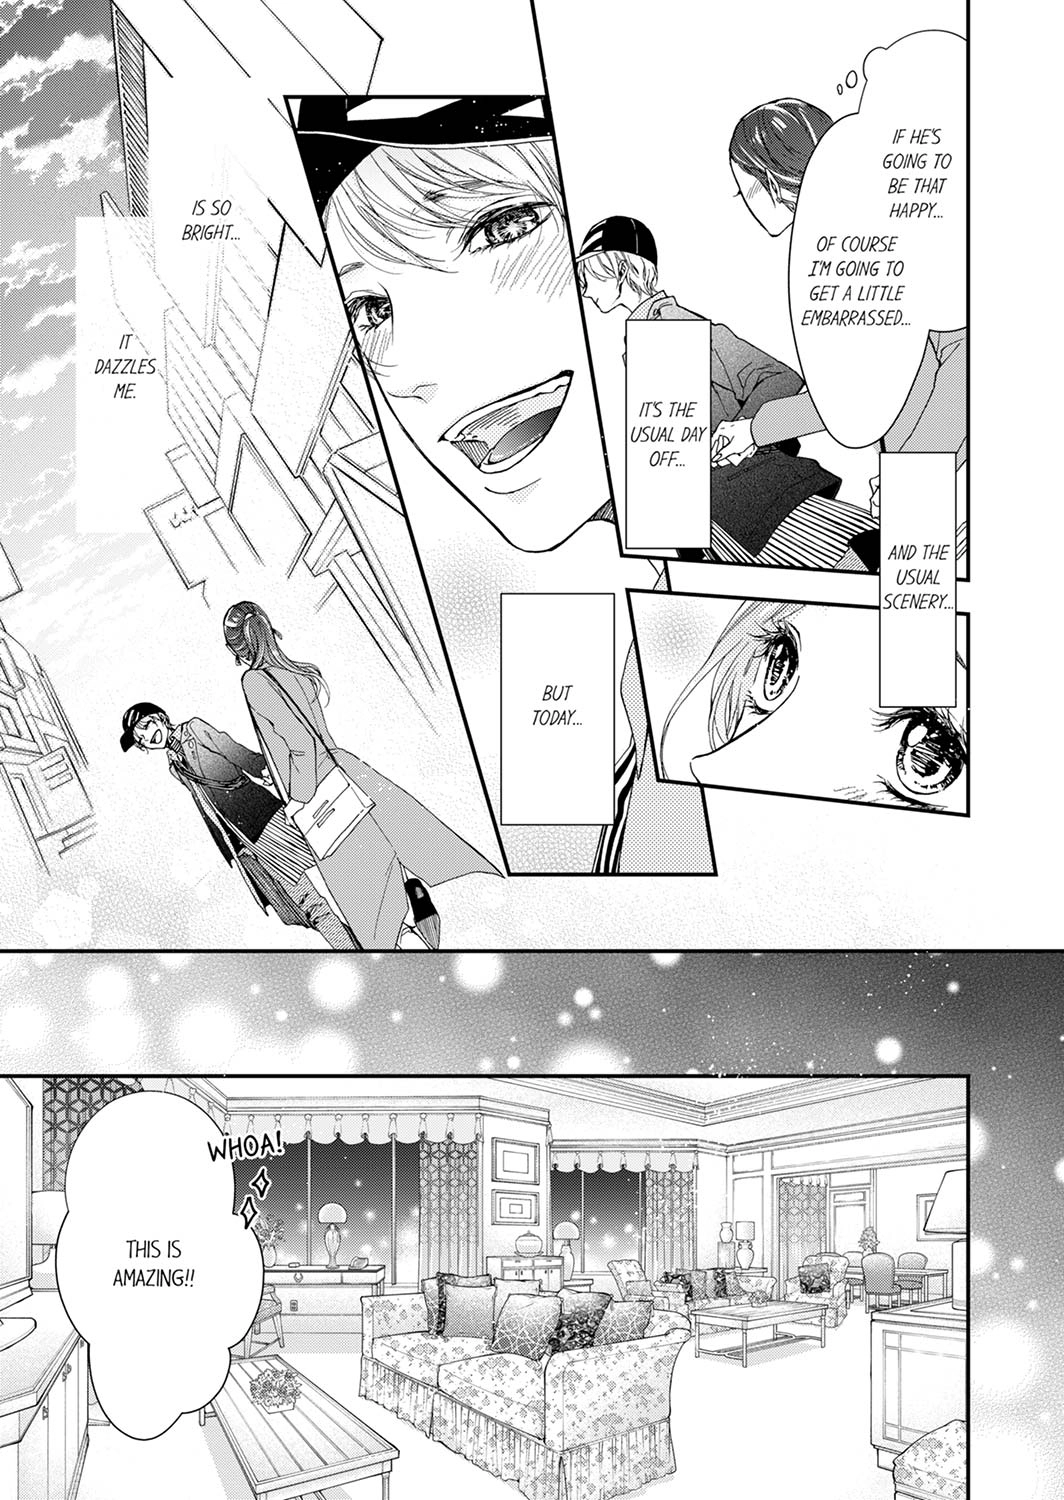 IF HE'S
GOING TO
BE THAT
HAPPY...
OF COURSE
I'M GOING TO
GET A LITTLE
EMBARRASSED...
IT'S THE
USUAL DAY
OFF...
AND THE
USUAL
SCENERY...
BUT
TODAY...
IS SO
BRIGHT...
IT
DAZZLES
ME.
WHOA!
THIS IS
AMAZING!!